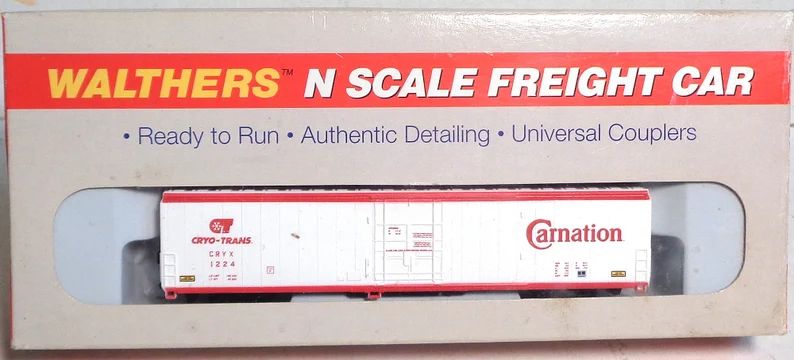 WALTHERS™ N SCALE FREIGHT CAR
• Ready to Run • Authentic Detailing • Universal Couplers
CRYO-TRANS
CRYX
1224
Carnation